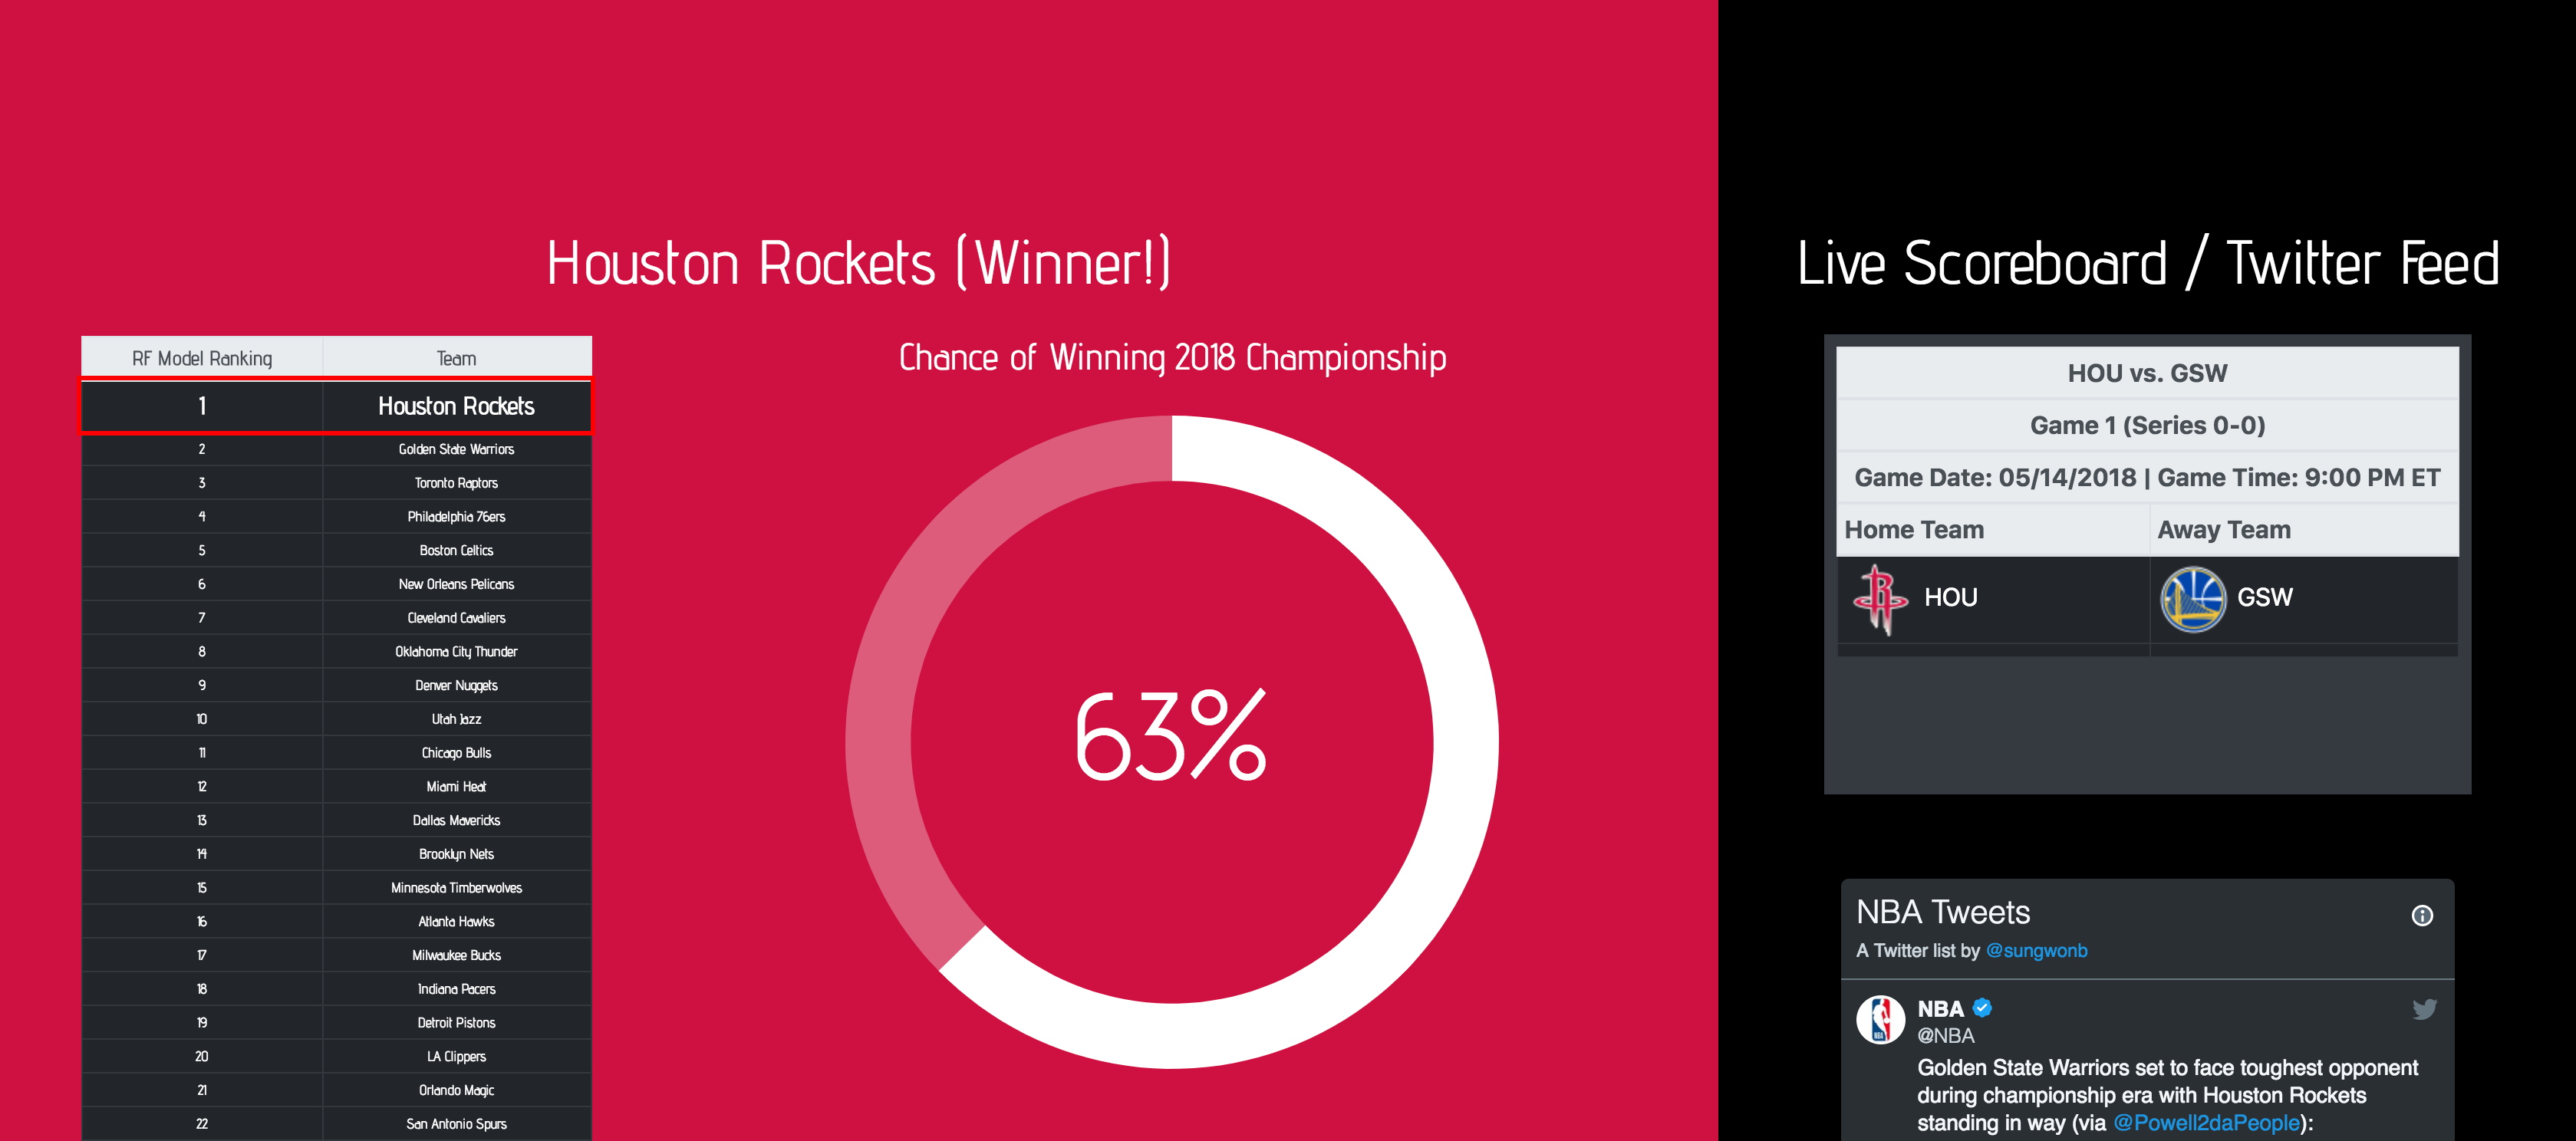 Houston Rockets (Winner!)
RF Model Ranking Team
1 Houston Rockets
2 Golden State Warriors
3 Toronto Raptors
4 Philadelphia 76ers
5 Boston Celtics
6 New Orleans Pelicans
7 Cleveland Cavaliers
8 Oklahoma City Thunder
9 Denver Nuggets
10 Utah Jazz
11 Chicago Bulls
12 Miami Heat
13 Dallas Mavericks
14 Brooklyn Nets
15 Minnesota Timberwolves
16 Atlanta Hawks
17 Milwaukee Bucks
18 Indiana Pacers
19 Detroit Pistons
20 LA Clippers
21 Orlando Magic
22 San Antonio Spurs
Chance of Winning 2018 Championship
63%
Live Scoreboard / Twitter Feed
HOU vs. GSW
Game 1 (Series 0-0)
Game Date: 05/14/2018 | Game Time: 9:00 PM ET
Home Team Away Team
HOU GSW
NBA Tweets
A Twitter list by @sungwonb
NBA
@NBA
Golden State Warriors set to face toughest opponent
during championship era with Houston Rockets
standing in way (via @Powell2daPeople):